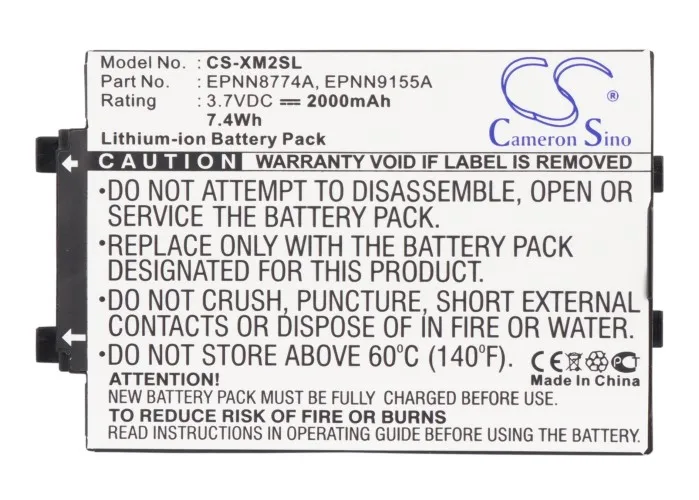 Model No. : CS-XM2SL
Part No. : EPNN8774A, EPNN9155A
Rating : 3.7VDC ⎓ 2000mAh
7.4Wh
Lithium-ion Battery Pack
CS
®
Cameron Sino
CAUTION WARRANTY VOID IF LABEL IS REMOVED
•DO NOT ATTEMPT TO DISASSEMBLE, OPEN OR
SERVICE THE BATTERY PACK.
•REPLACE ONLY WITH THE BATTERY PACK
DESIGNATED FOR THIS PRODUCT.
•DO NOT CRUSH, PUNCTURE, SHORT EXTERNAL
CONTACTS OR DISPOSE OF IN FIRE OR WATER.
•DO NOT STORE ABOVE 60°C (140°F).
CE
Made In China
ATTENTION!
NEW BATTERY PACK MUST BE FULLY CHARGED BEFORE USE.
TO REDUCE RISK OF FIRE OR BURNS,
READ INSTRUCTIONS IN OPERATING GUIDE BEFORE BATTERY USE.